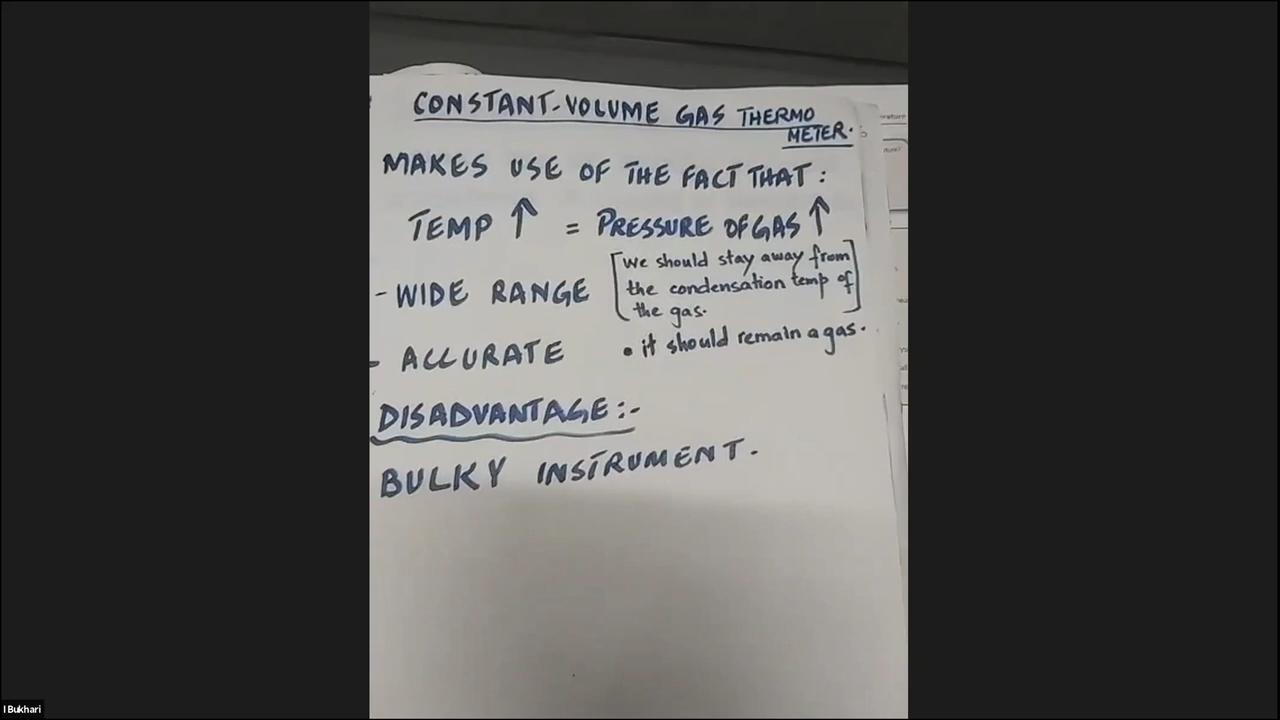 CONSTANT-VOLUME GAS THERMO
METER.
MAKES USE OF THE FACT THAT :
TEMP ↑ = PRESSURE OF GAS ↑
- WIDE RANGE
[we should stay away from
the condensation temp of
the gas.]
- ACCURATE
• it should remain a gas.
DISADVANTAGE:-
BULKY INSTRUMENT.
I Bukhari